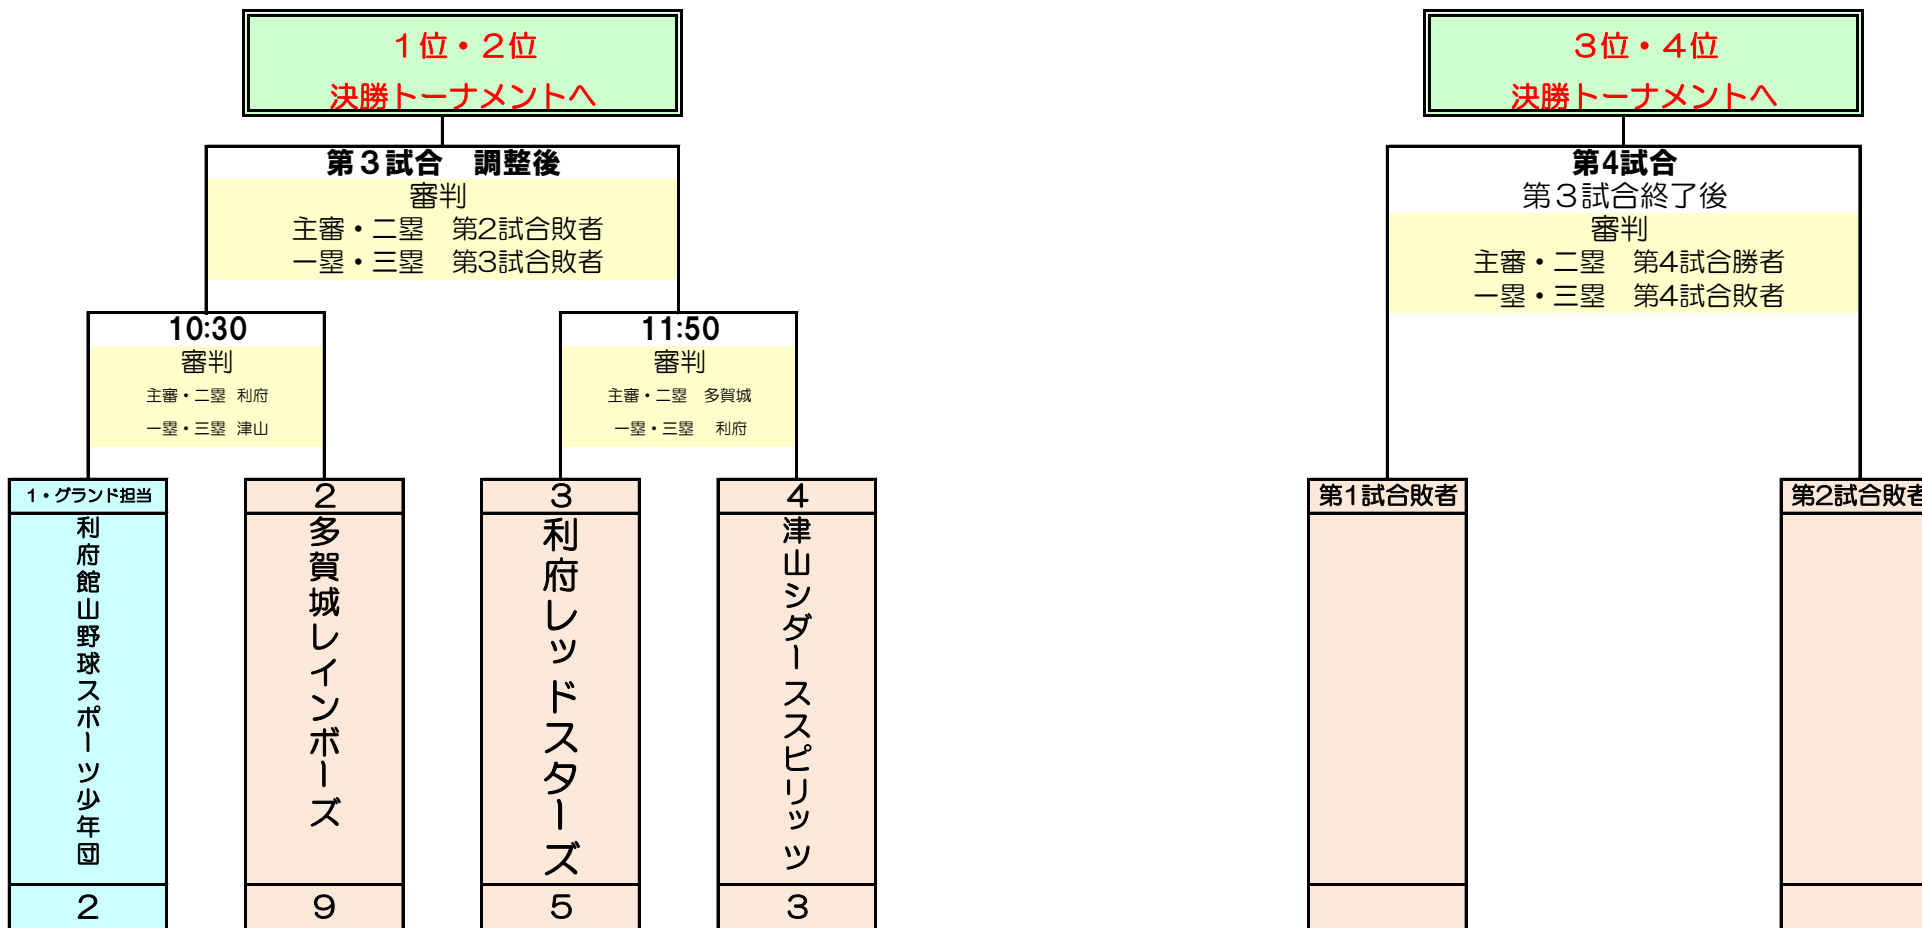 １位・２位
決勝トーナメントへ
第３試合　調整後
審判
主審・二塁　第2試合敗者
一塁・三塁　第3試合敗者
10:30
審判
主審・二塁 利府
一塁・三塁 津山
11:50
審判
主審・二塁　多賀城
一塁・三塁　利府
1・グランド担当
利府館山野球スポーツ少年団
2
2
多賀城レインボーズ
9
3
利府レッドスターズ
5
4
津山シダーススピリッツ
3
３位・４位
決勝トーナメントへ
第4試合
第３試合終了後
審判
主審・二塁　第4試合勝者
一塁・三塁　第4試合敗者
第1試合敗者
第2試合敗者